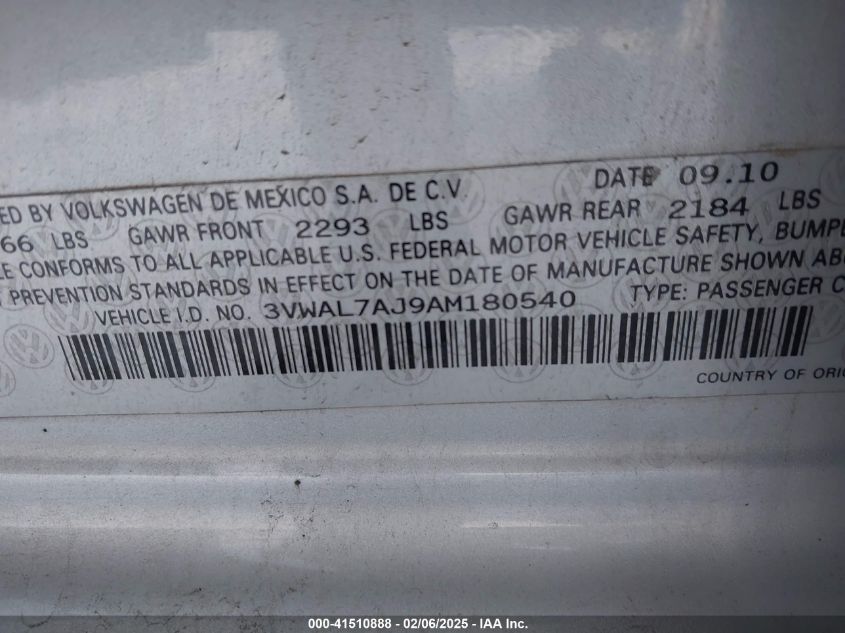 ED BY VOLKSWAGEN DE MEXICO S.A. DE C.V. DATE 09.10
66 LBS GAWR FRONT 2293 LBS GAWR REAR 2184 LBS
LE CONFORMS TO ALL APPLICABLE U.S. FEDERAL MOTOR VEHICLE SAFETY, BUMPE
PREVENTION STANDARDS IN EFFECT ON THE DATE OF MANUFACTURE SHOWN AB
VEHICLE I.D. NO. 3VWAL7AJ9AM180540 TYPE: PASSENGER C
COUNTRY OF ORI
000-41510888 - 02/06/2025 - IAA Inc.